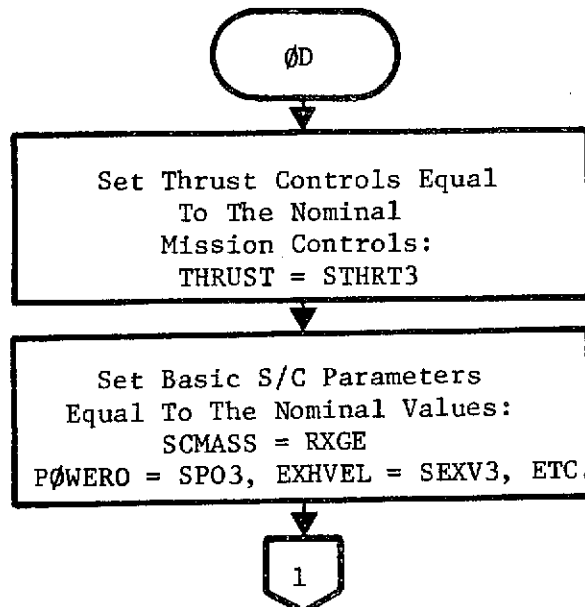 ØD
Set Thrust Controls Equal
To The Nominal
Mission Controls:
THRUST = STHRT3
Set Basic S/C Parameters
Equal To The Nominal Values:
SCMASS = RXGE
PØWERO = SPO3, EXHVEL = SEXV3, ETC.
1